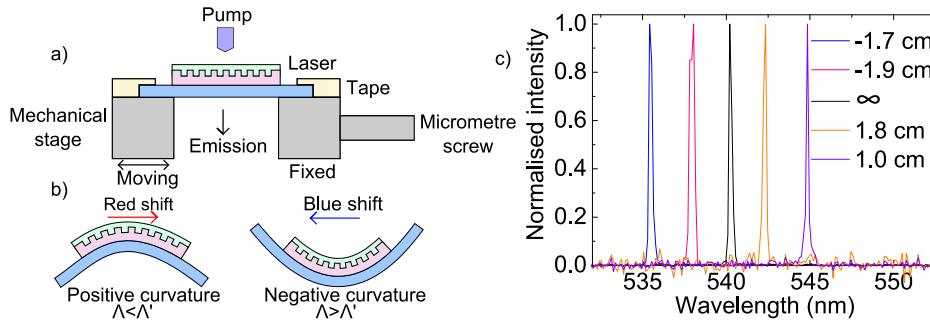 Pump
a)
Laser
Tape
Mechanical
stage
Emission
Micrometre
screw
Moving
Fixed
b)
Red shift
Blue shift
Positive curvature
Λ<Λ'
Negative curvature
Λ>Λ'
c)
Normalised intensity
1.0
0.8
0.6
0.4
0.2
0.0
-1.7 cm
-1.9 cm
∞
1.8 cm
1.0 cm
535 540 545 550
Wavelength (nm)